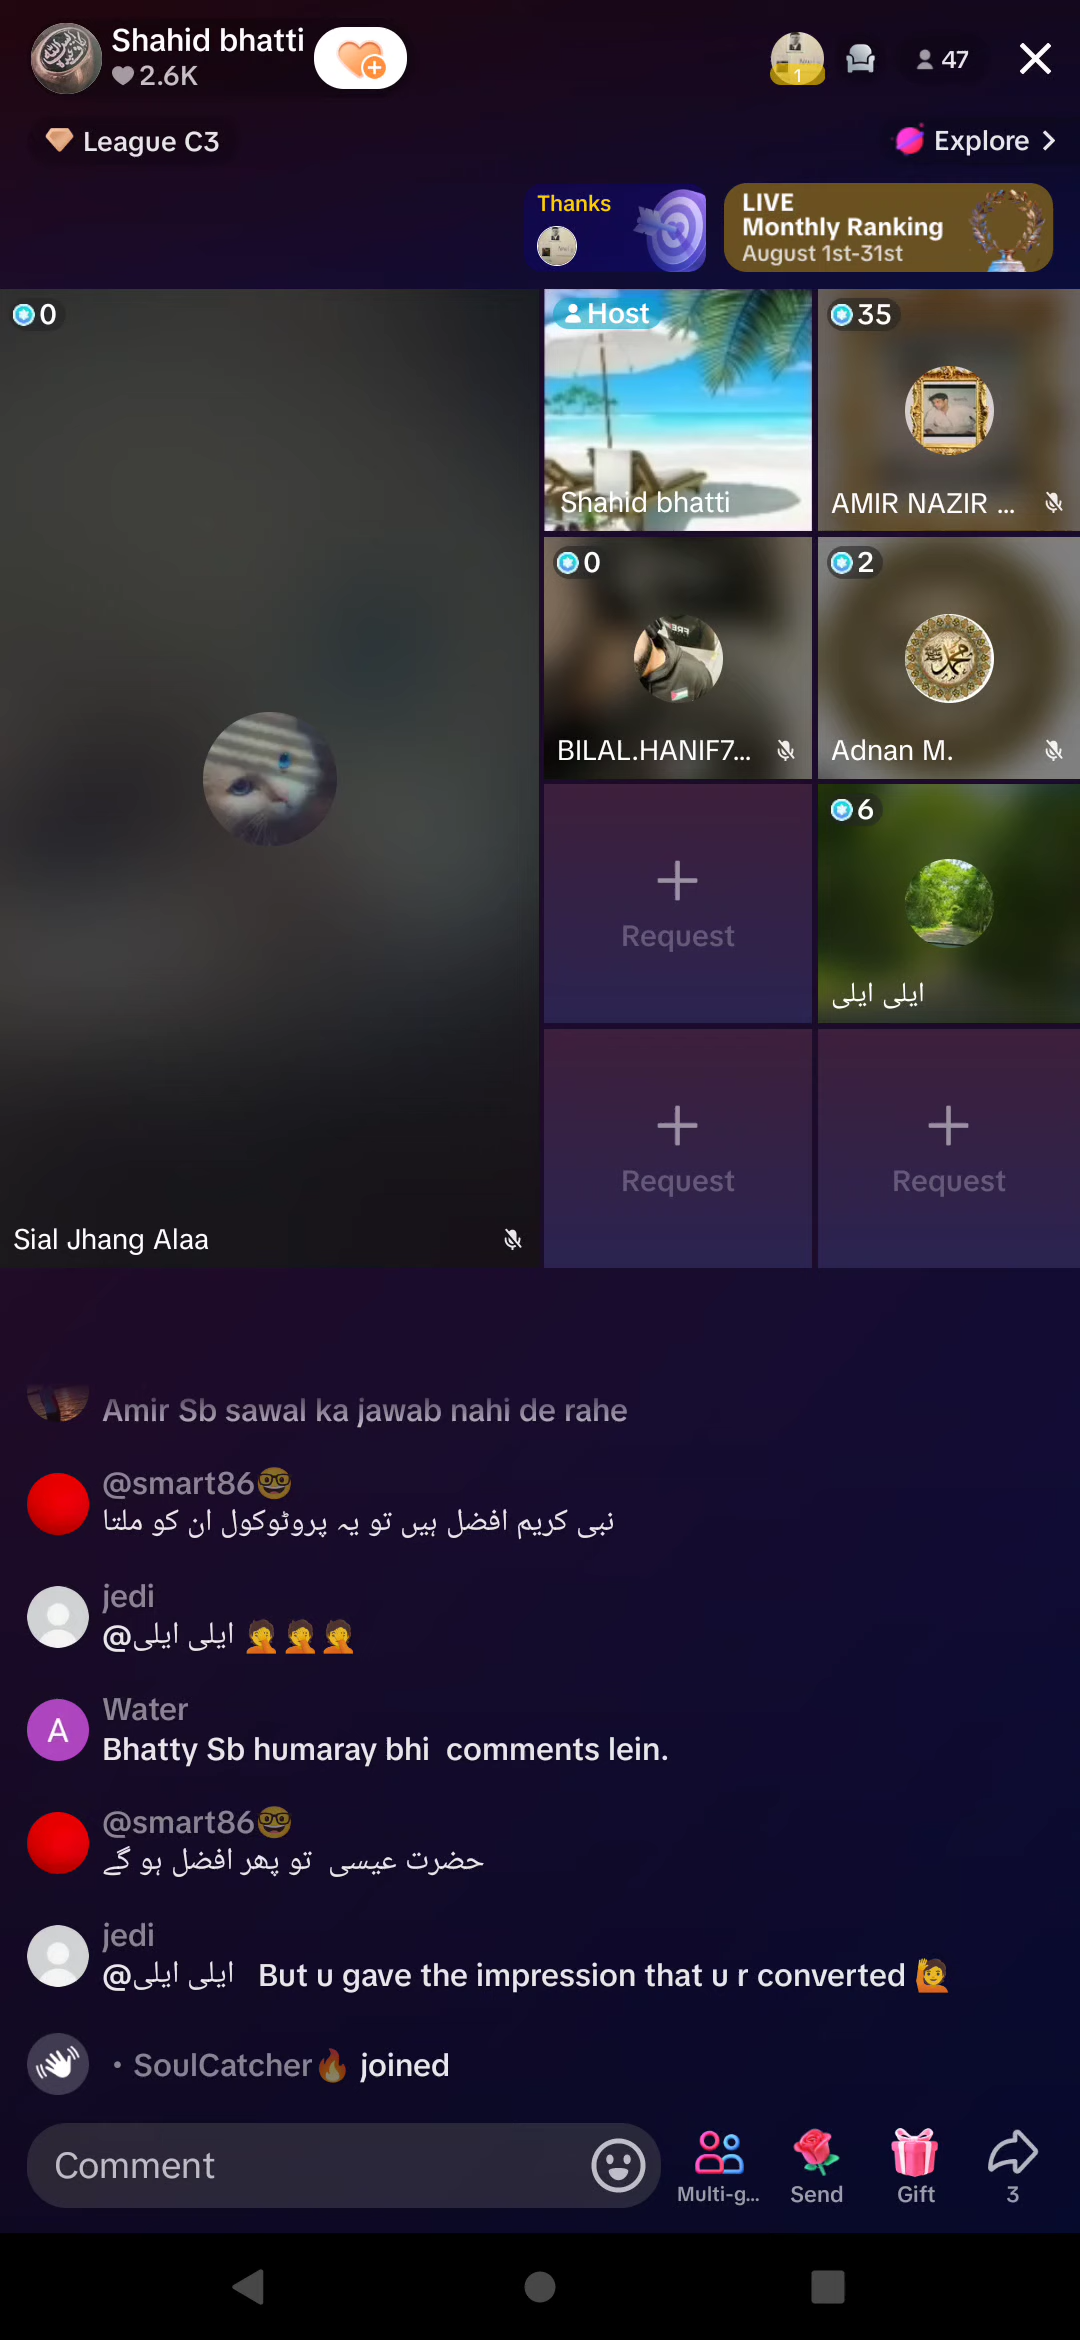 Shahid bhatti
2.6K
1
47
League C3
Explore
Thanks
LIVE
Monthly Ranking
August 1st-31st
0
Sial Jhang Alaa
Host
Shahid bhatti
35
AMIR NAZIR ...
0
BILAL.HANIF7...
2
Adnan M.
Request
6
ایلی ایلی
Request
Request
Amir Sb sawal ka jawab nahi de rahe
@smart86🤓
نبی کریم افضل ہیں تو یہ پروٹوکول ان کو ملتا
jedi
@ایلی ایلی 🤦🤦🤦
A
Water
Bhatty Sb humaray bhi  comments lein.
@smart86🤓
حضرت عیسی  تو پھر افضل ہو گے
jedi
@ایلی ایلی  But u gave the impression that u r converted 🙋
· SoulCatcher🔥 joined
Comment
Multi-g...
Send
Gift
3